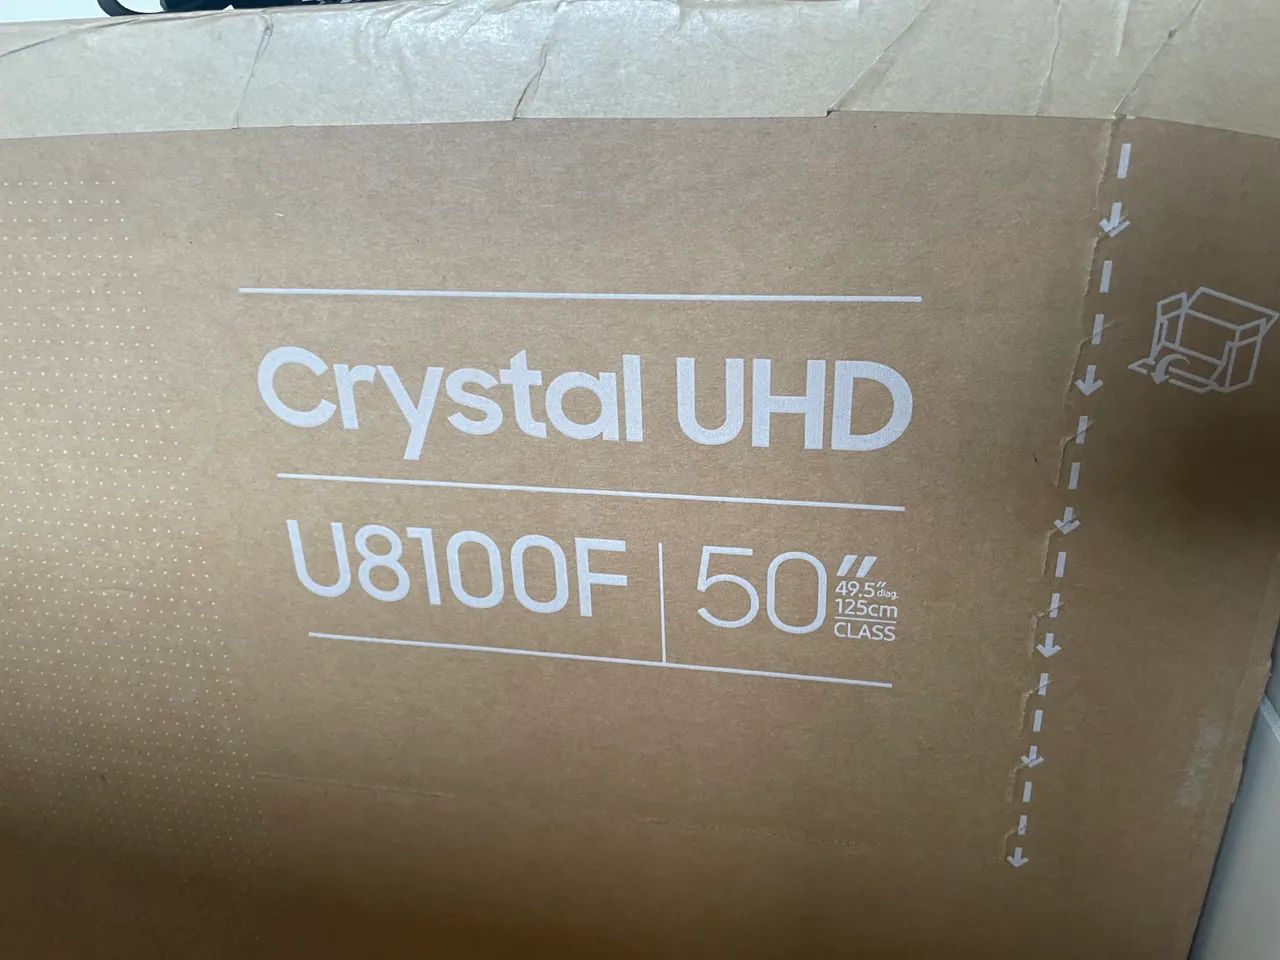 Crystal UHD
U8100F 50"
49.5" diag.
125cm
CLASS